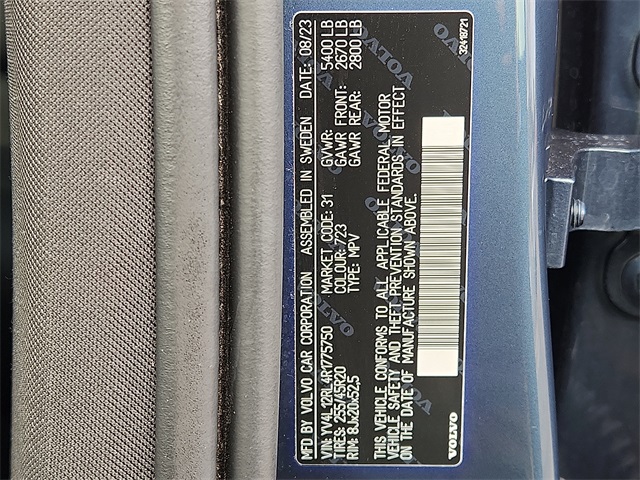 MFD BY VOLVO CAR CORPORATION ASSEMBLED IN SWEDEN DATE: 08/23
VIN: YV4L12RL4R1775750 MARKET CODE: 31 GVWR: 5400 LB
TIRES: 255/45R20 COLOUR: 723 GAWR FRONT: 2670 LB
RIM: 8Jx20x52,5 TYPE: MPV GAWR REAR: 2800 LB
THIS VEHICLE CONFORMS TO ALL APPLICABLE FEDERAL MOTOR
VEHICLE SAFETY AND THEFT PREVENTION STANDARDS IN EFFECT
ON DATE OF MANUFACTURE SHOWN ABOVE.
VOLVO 32418721